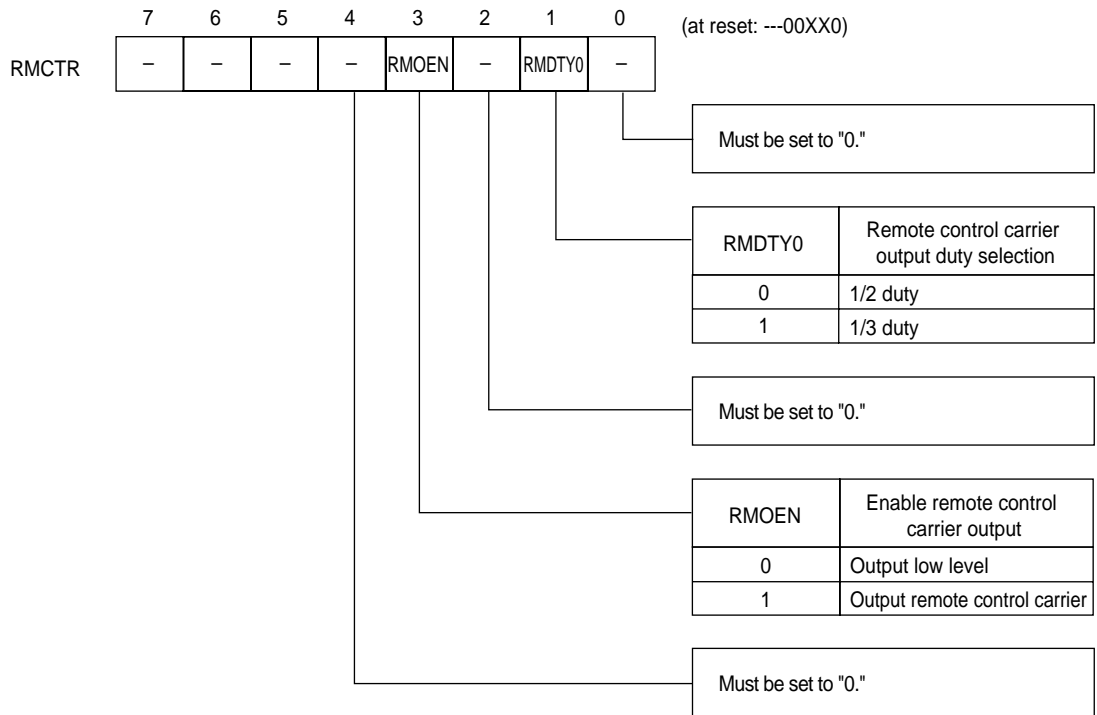 7 6 5 4 3 2 1 0 (at reset: ---00XX0)
RMCTR – – – – RMOEN – RMDTY0 –
Must be set to "0."
RMDTY0 Remote control carrier
output duty selection
0 1/2 duty
1 1/3 duty
Must be set to "0."
RMOEN Enable remote control
carrier output
0 Output low level
1 Output remote control carrier
Must be set to "0."